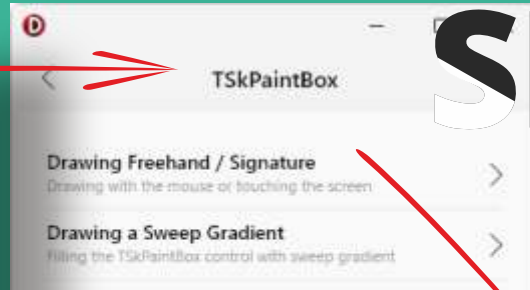 TSkPaintBox
S
Drawing Freehand / Signature
Drawing with the mouse or touching the screen
Drawing a Sweep Gradient
Filling the TSkPaintBox control with sweep gradient